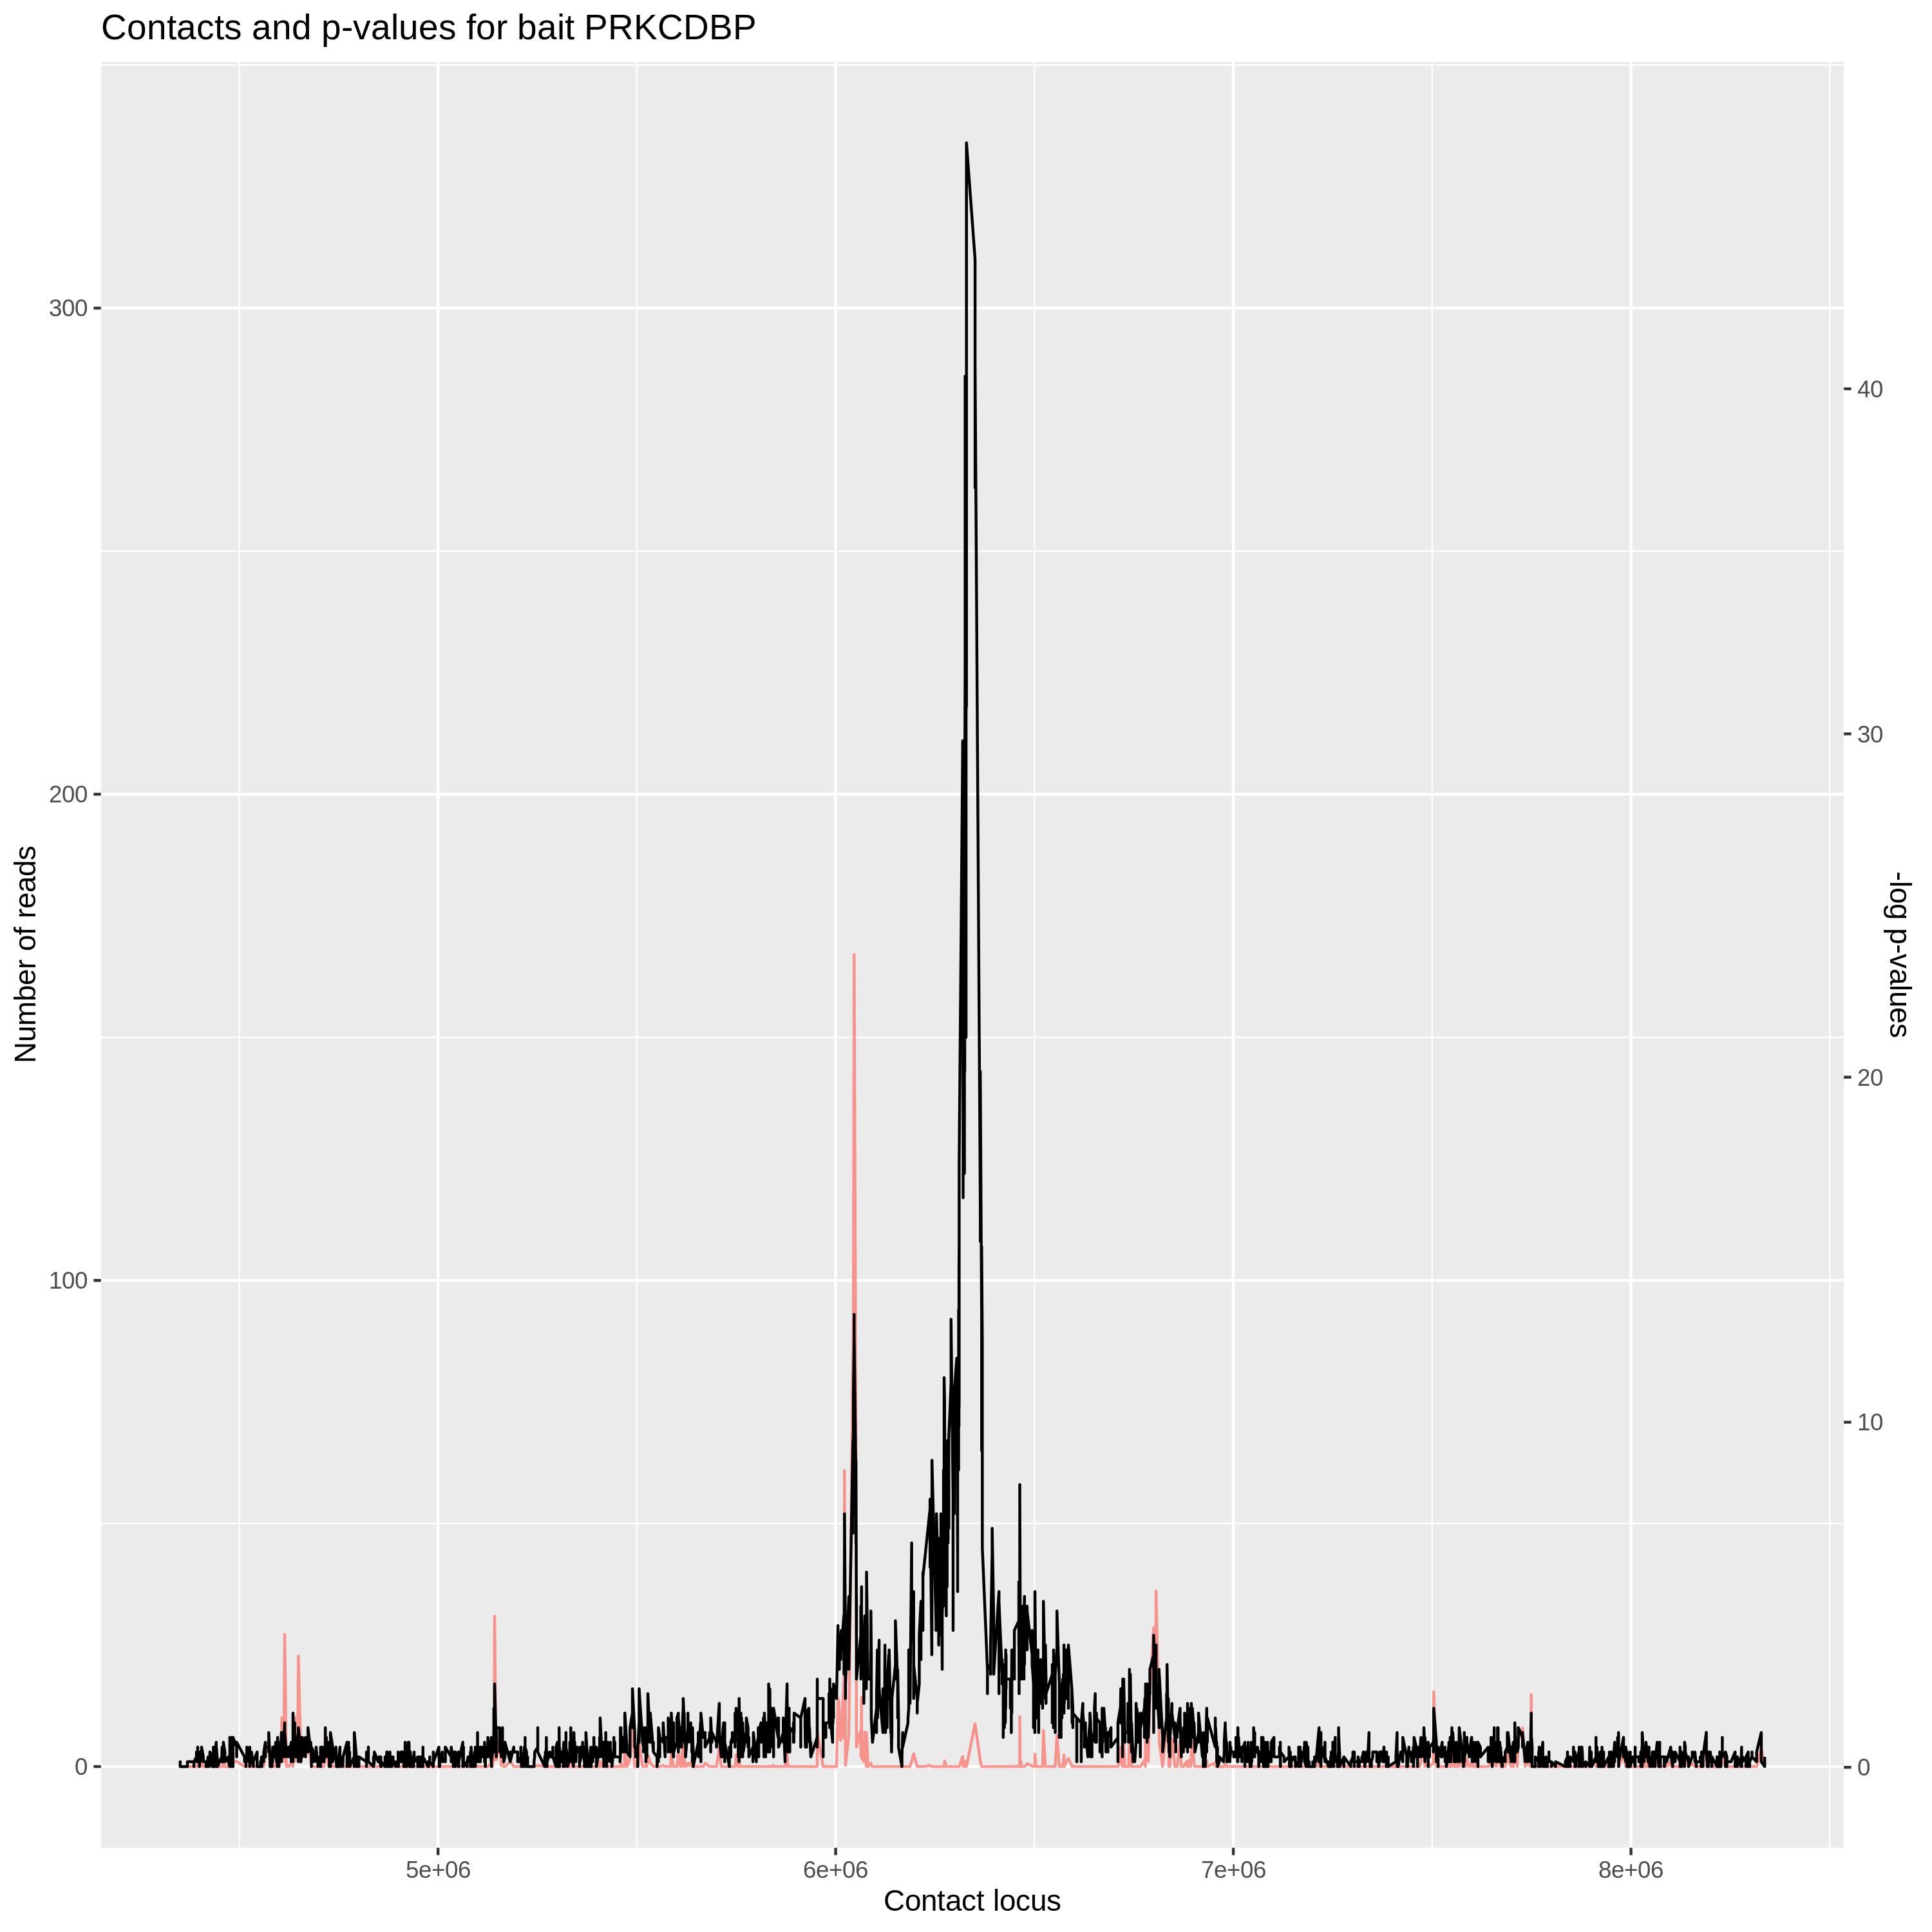 Contacts and p-values for bait PRKCDBP
Number of reads
300
200
100
0
40
30
20
10
0
-log p-values
5e+06
6e+06
7e+06
8e+06
Contact locus